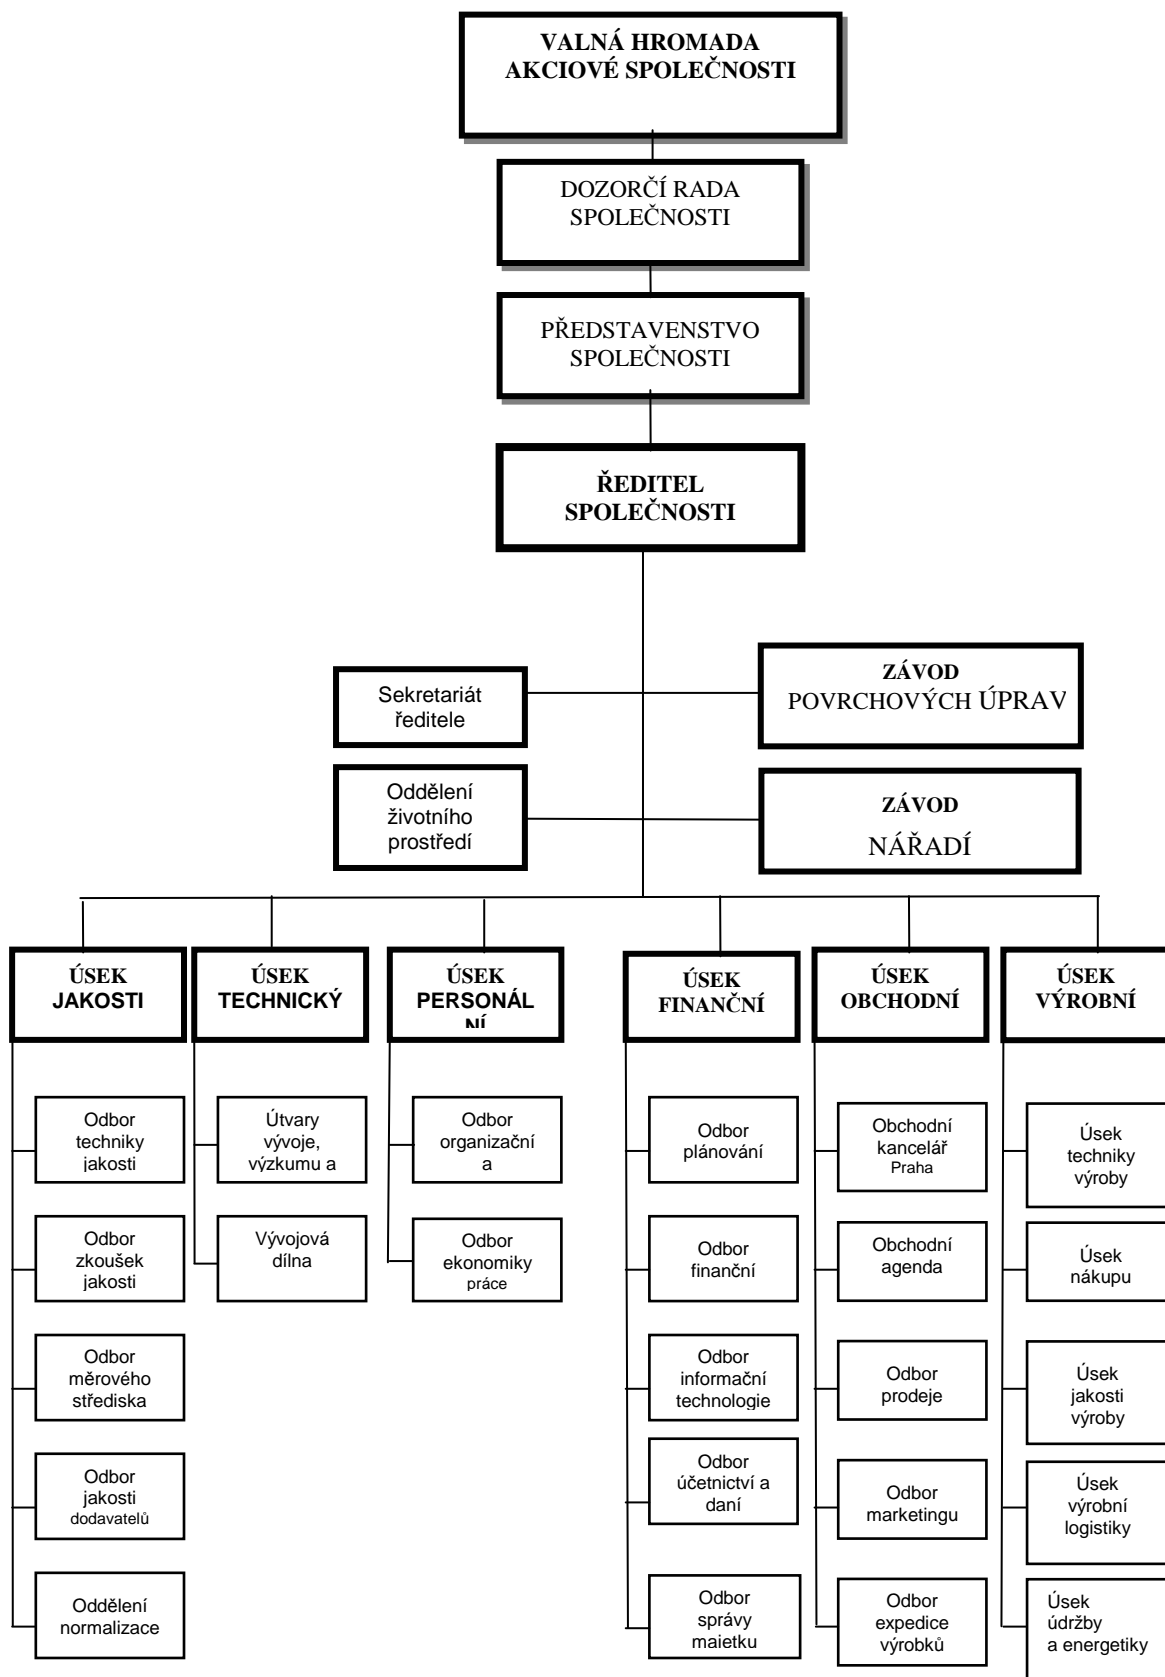 VALNÁ HROMADA
AKCIOVÉ SPOLEČNOSTI
DOZORČÍ RADA
SPOLEČNOSTI
PŘEDSTAVENSTVO
SPOLEČNOSTI
ŘEDITEL
SPOLEČNOSTI
Sekretariát
ředitele
ZÁVOD
POVRCHOVÝCH ÚPRAV
Oddělení
životního
prostředí
ZÁVOD
NÁŘADÍ
ÚSEK
JAKOSTI
ÚSEK
TECHNICKÝ
ÚSEK
PERSONÁL
NÍ
ÚSEK
FINANČNÍ
ÚSEK
OBCHODNÍ
ÚSEK
VÝROBNÍ
Odbor
techniky
jakosti
Odbor
zkoušek
jakosti
Odbor
měrového
střediska
Odbor
jakosti
dodavatelů
Oddělení
normalizace
Útvary
vývoje,
výzkumu a
Vývojová
dílna
Odbor
organizační
a
Odbor
ekonomiky
práce
Odbor
plánování
Odbor
finanční
Odbor
informační
technologie
Odbor
účetnictví a
daní
Odbor
správy
majetku
Obchodní
kancelář
Praha
Obchodní
agenda
Odbor
prodeje
Odbor
marketingu
Odbor
expedice
výrobků
Úsek
techniky
výroby
Úsek
nákupu
Úsek
jakosti
výroby
Úsek
výrobní
logistiky
Úsek
údržby
a energetiky